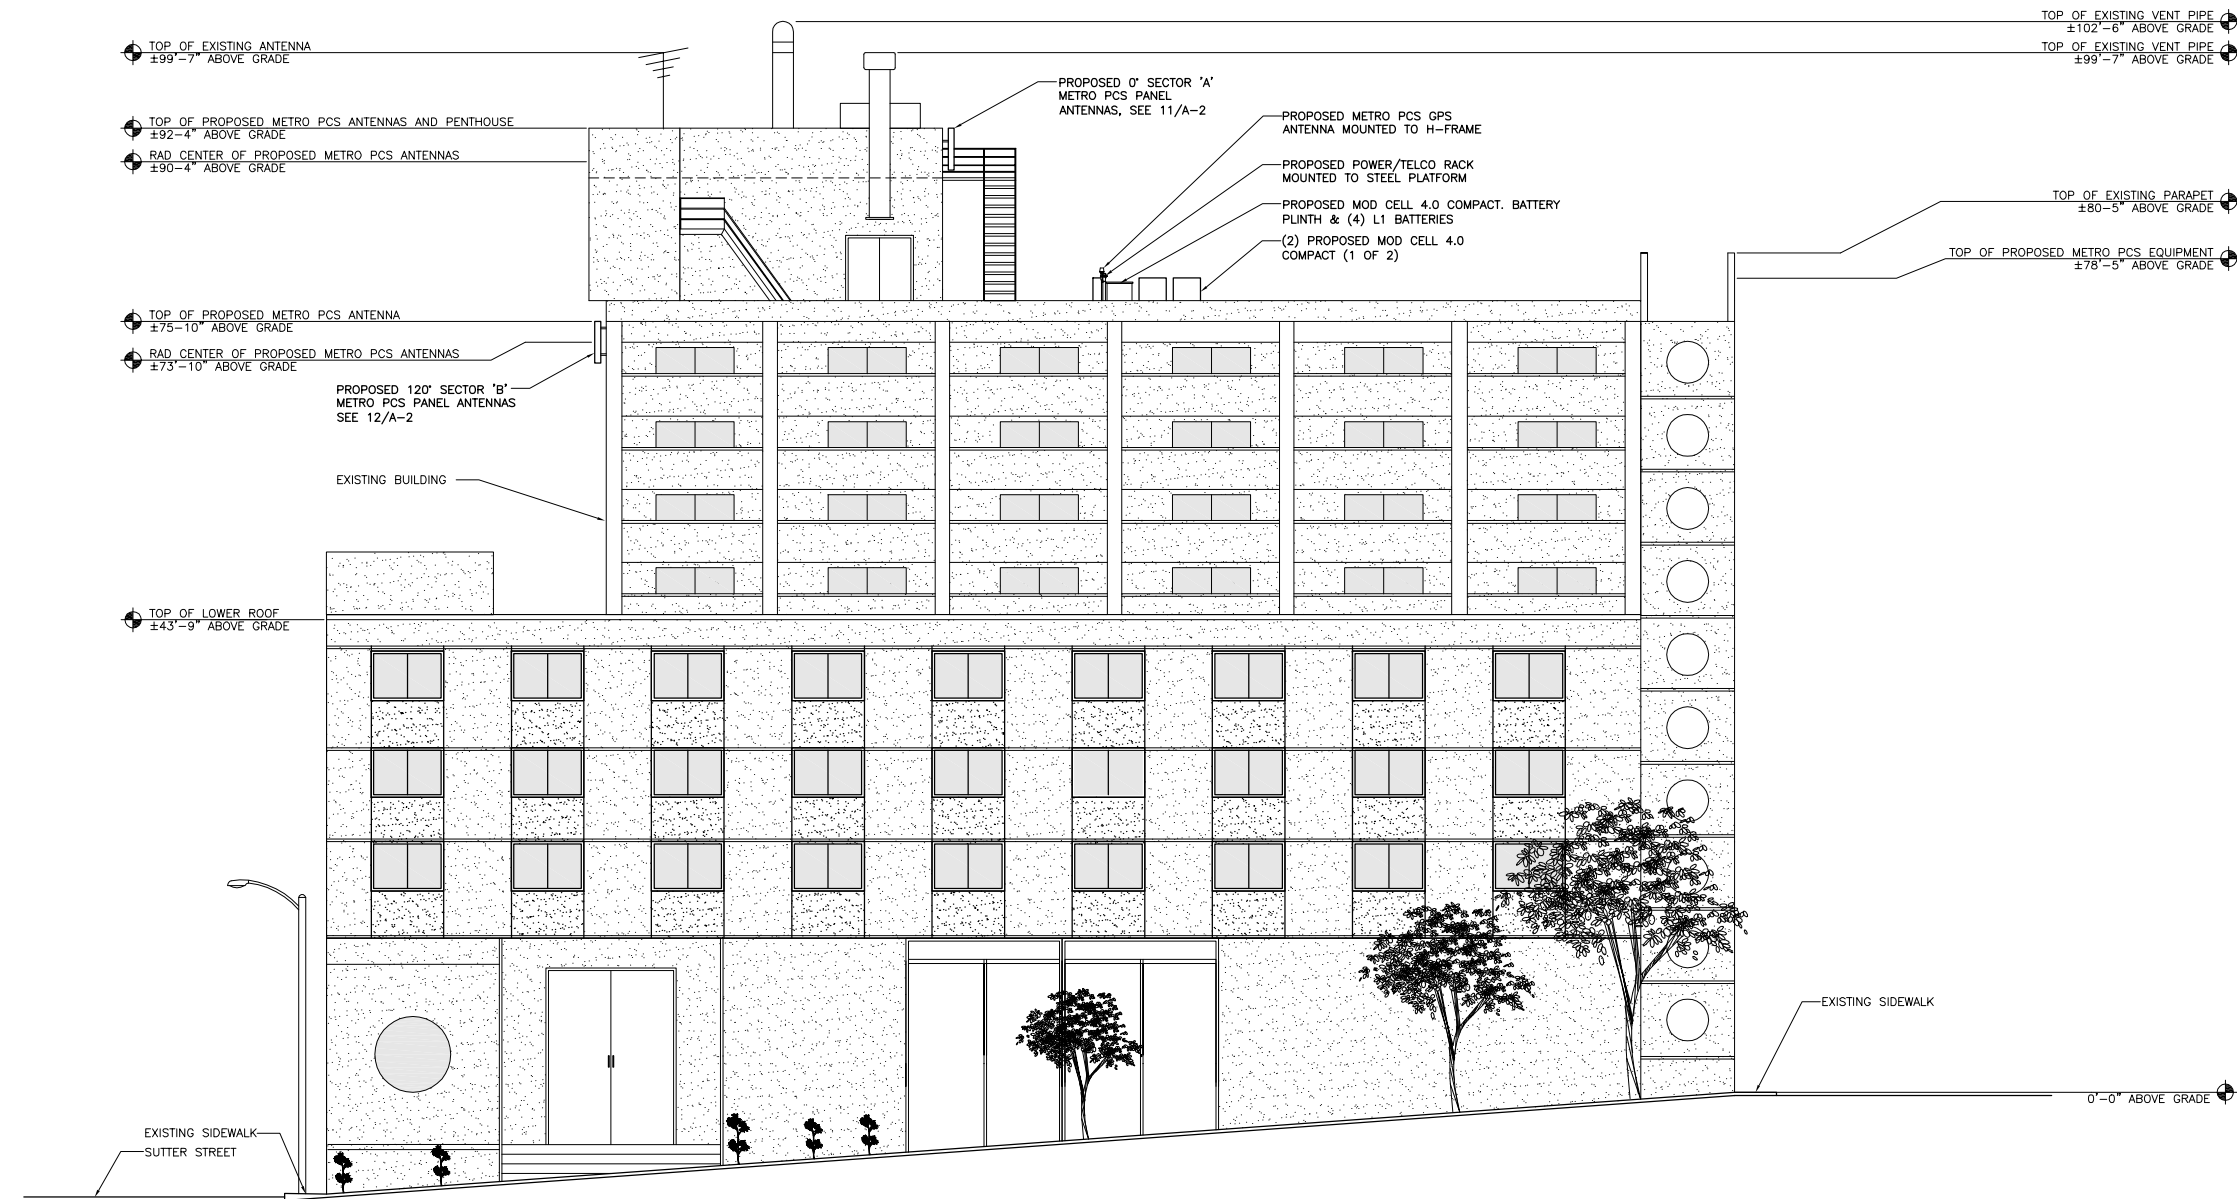 TOP OF EXISTING VENT PIPE
±102'-6" ABOVE GRADE
TOP OF EXISTING ANTENNA
±99'-7" ABOVE GRADE
TOP OF EXISTING VENT PIPE
±99'-7" ABOVE GRADE
PROPOSED 0° SECTOR 'A'
METRO PCS PANEL
ANTENNAS, SEE 11/A-2
TOP OF PROPOSED METRO PCS ANTENNAS AND PENTHOUSE
±92-4" ABOVE GRADE
PROPOSED METRO PCS GPS
ANTENNA MOUNTED TO H-FRAME
RAD CENTER OF PROPOSED METRO PCS ANTENNAS
±90-4" ABOVE GRADE
PROPOSED POWER/TELCO RACK
MOUNTED TO STEEL PLATFORM
PROPOSED MOD CELL 4.0 COMPACT. BATTERY
PLINTH & (4) L1 BATTERIES
(2) PROPOSED MOD CELL 4.0
COMPACT (1 OF 2)
TOP OF EXISTING PARAPET
±80-5" ABOVE GRADE
TOP OF PROPOSED METRO PCS EQUIPMENT
±78'-5" ABOVE GRADE
TOP OF PROPOSED METRO PCS ANTENNA
±75-10" ABOVE GRADE
RAD CENTER OF PROPOSED METRO PCS ANTENNAS
±73'-10" ABOVE GRADE
PROPOSED 120° SECTOR 'B'
METRO PCS PANEL ANTENNAS
SEE 12/A-2
EXISTING BUILDING
TOP OF LOWER ROOF
±43'-9" ABOVE GRADE
EXISTING SIDEWALK
0'-0" ABOVE GRADE
EXISTING SIDEWALK
SUTTER STREET